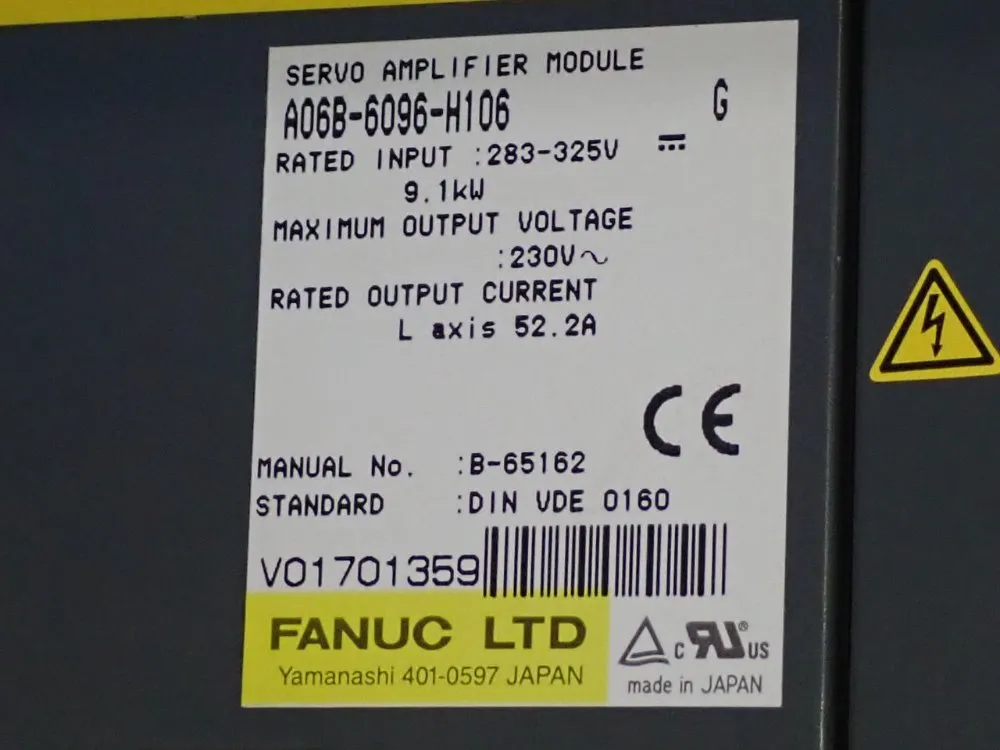 SERVO AMPLIFIER MODULE
A06B-6096-H106 G
RATED INPUT :283-325V ⎓
9.1kW
MAXIMUM OUTPUT VOLTAGE
:230V~
RATED OUTPUT CURRENT
L axis 52.2A
CE
MANUAL No. :B-65162
STANDARD :DIN VDE 0160
V01701359
FANUC LTD
Yamanashi 401-0597 JAPAN
c RU ® US
made in JAPAN